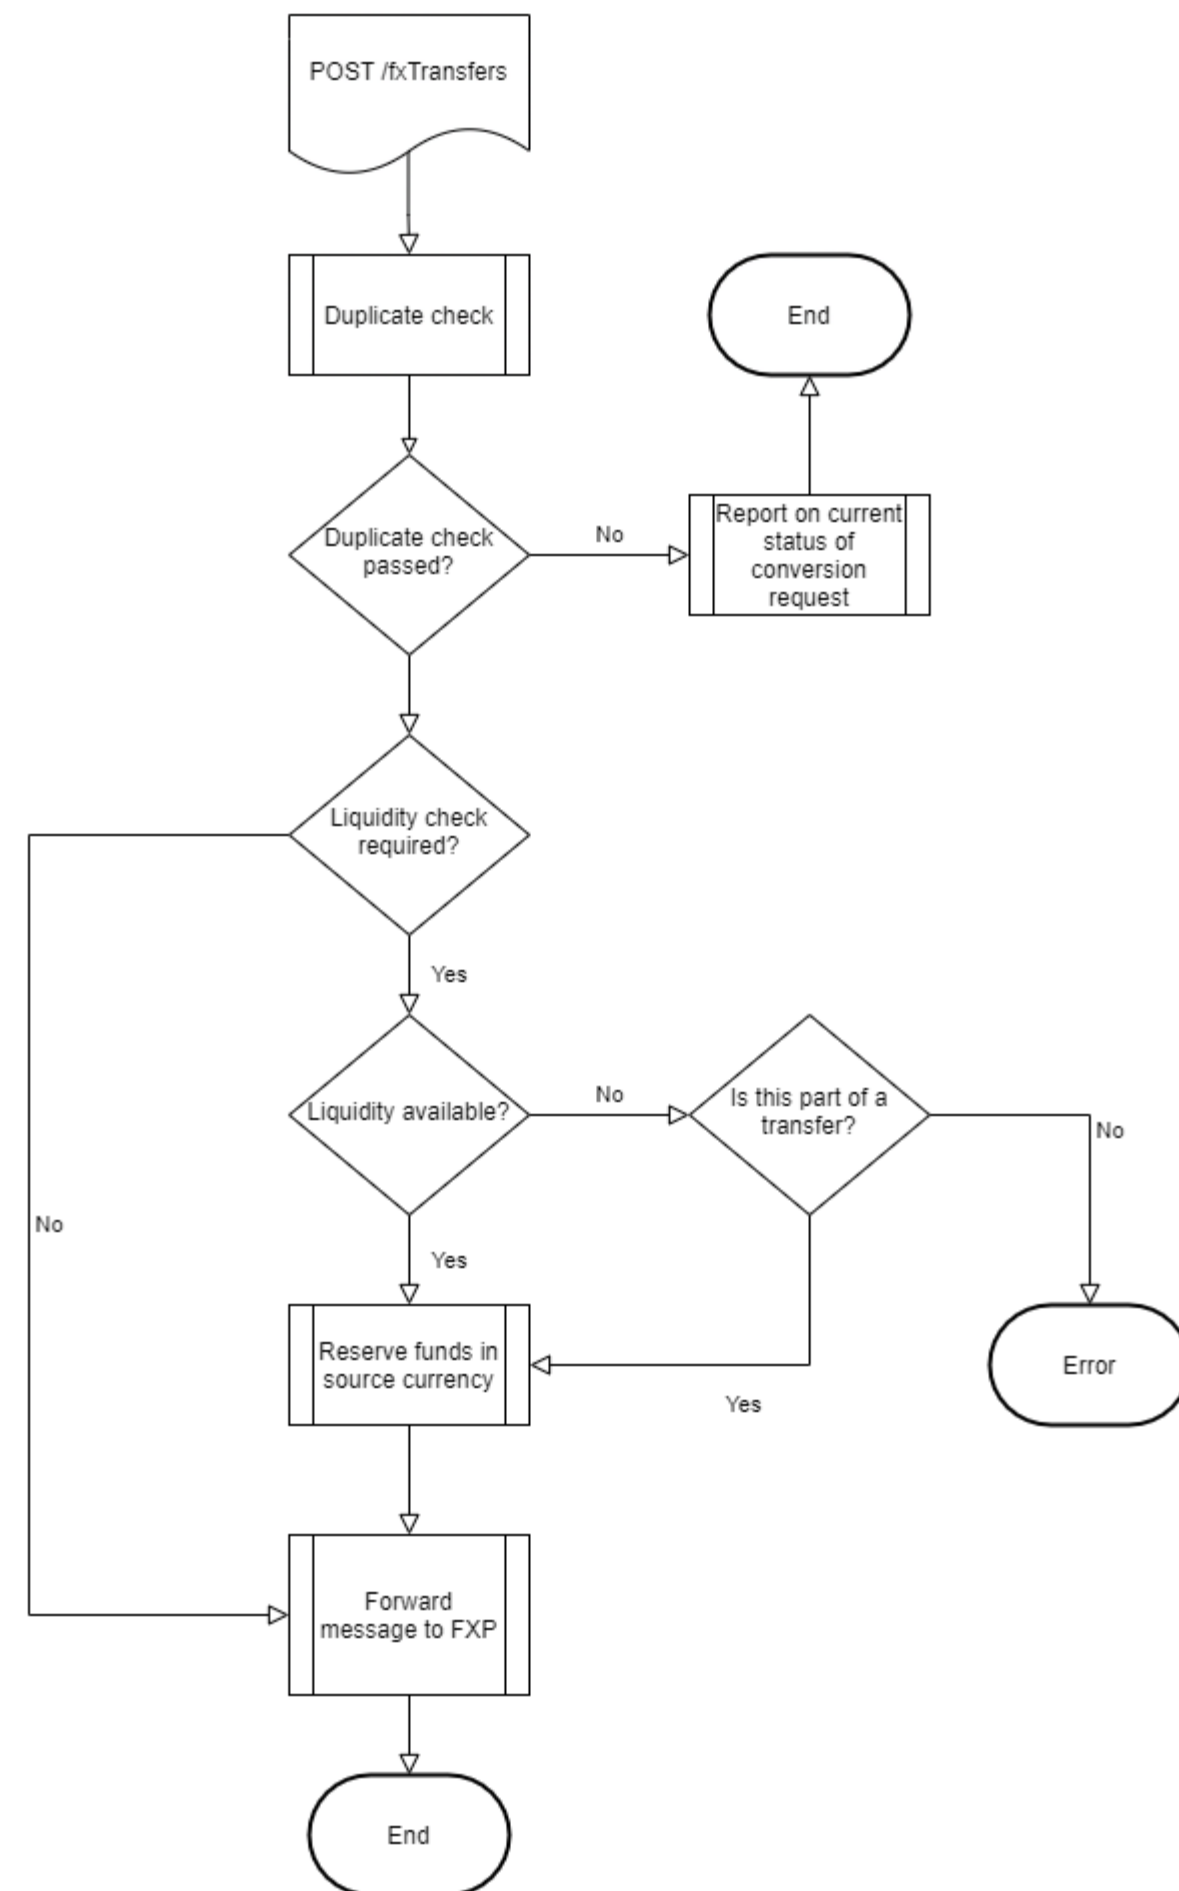 POST /fxTransfers
Duplicate check
End
Duplicate check
passed?
No
Report on current
status of
conversion
request
Liquidity check
required?
Yes
Liquidity available?
No
Is this part of a
transfer?
No
No
Yes
Reserve funds in
source currency
Yes
Error
Forward
message to FXP
End